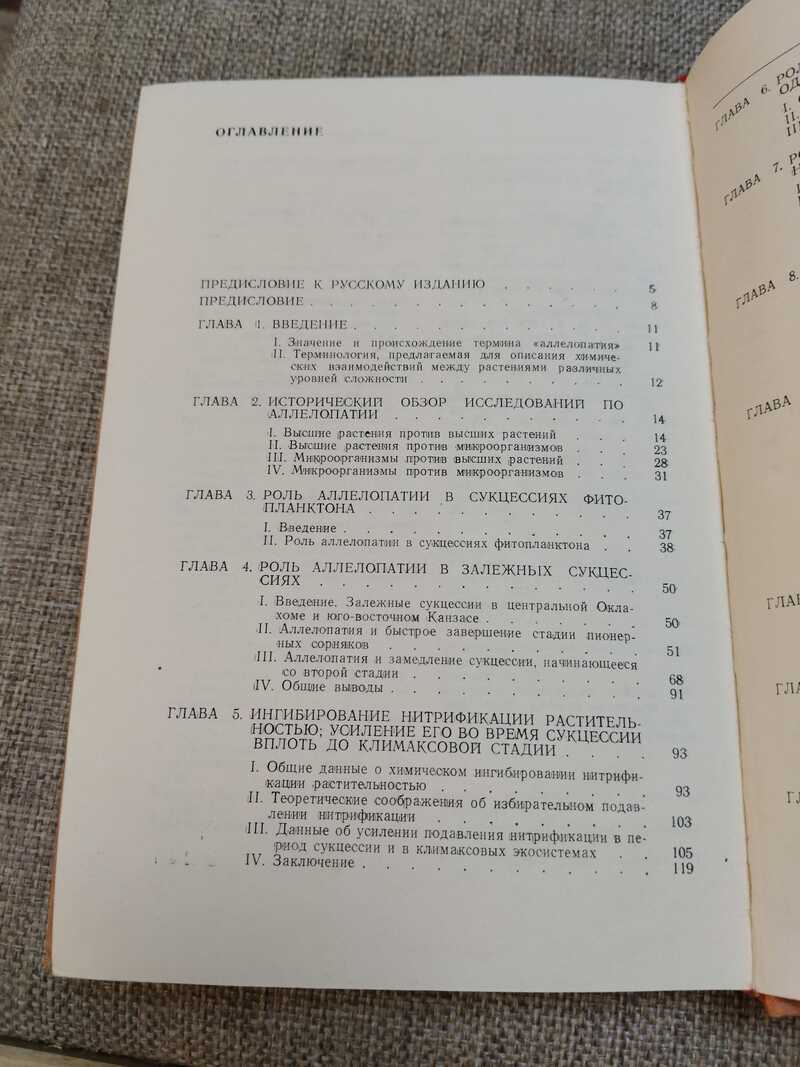 ОГЛАВЛЕНИЕ
ПРЕДИСЛОВИЕ К РУССКОМУ ИЗДАНИЮ . . . . . . 5
ПРЕДИСЛОВИЕ . . . . . . . . . . . . . 8
ГЛАВА 1. ВВЕДЕНИЕ . . . . . . . . . . . . 11
I. Значение и происхождение термина «аллелопатия» 11
II. Терминология, предлагаемая для описания химиче-
ских взаимодействий между растениями различных
уровней сложности . . . . . . . . . . 12
ГЛАВА 2. ИСТОРИЧЕСКИЙ ОБЗОР ИССЛЕДОВАНИЙ ПО
АЛЛЕЛОПАТИИ . . . . . . . . . . 14
I. Высшие растения против высших растений . . . 14
II. Высшие растения против микроорганизмов . . . 23
III. Микроорганизмы против высших растений . . . 28
IV. Микроорганизмы против микроорганизмов . . . 31
ГЛАВА 3. РОЛЬ АЛЛЕЛОПАТИИ В СУКЦЕССИЯХ ФИТО-
ПЛАНКТОНА . . . . . . . . . . . 37
I. Введение . . . . . . . . . . . . . 37
II. Роль аллелопатии в сукцессиях фитопланктона . . 38
ГЛАВА 4. РОЛЬ АЛЛЕЛОПАТИИ В ЗАЛЕЖНЫХ СУКЦЕС-
СИЯХ . . . . . . . . . . . . . 50
I. Введение. Залежные сукцессии в центральной Окла-
хоме и юго-восточном Канзасе . . . . . . . 50
II. Аллелопатия и быстрое завершение стадии пионер-
ных сорняков . . . . . . . . . . . 51
III. Аллелопатия и замедление сукцессии, начинающееся
со второй стадии . . . . . . . . . . 68
IV. Общие выводы . . . . . . . . . . . 91
ГЛАВА 5. ИНГИБИРОВАНИЕ НИТРИФИКАЦИИ РАСТИТЕЛЬ-
НОСТЬЮ; УСИЛЕНИЕ ЕГО ВО ВРЕМЯ СУКЦЕССИИ
ВПЛОТЬ ДО КЛИМАКСОВОЙ СТАДИИ . . . . 93
I. Общие данные о химическом ингибировании нитрифи-
кации растительностью . . . . . . . . . 93
II. Теоретические соображения об избирательном подав-
лении нитрификации . . . . . . . . . 103
III. Данные об усилении подавления нитрификации в пе-
риод сукцессии и в климаксовых экосистемах . . 105
IV. Заключение . . . . . . . . . . . . 119
ГЛАВА 6. РОЛ
ОД
I.
II.
ГЛАВА 7. Р
ГЛАВА 8.
ГЛАВА